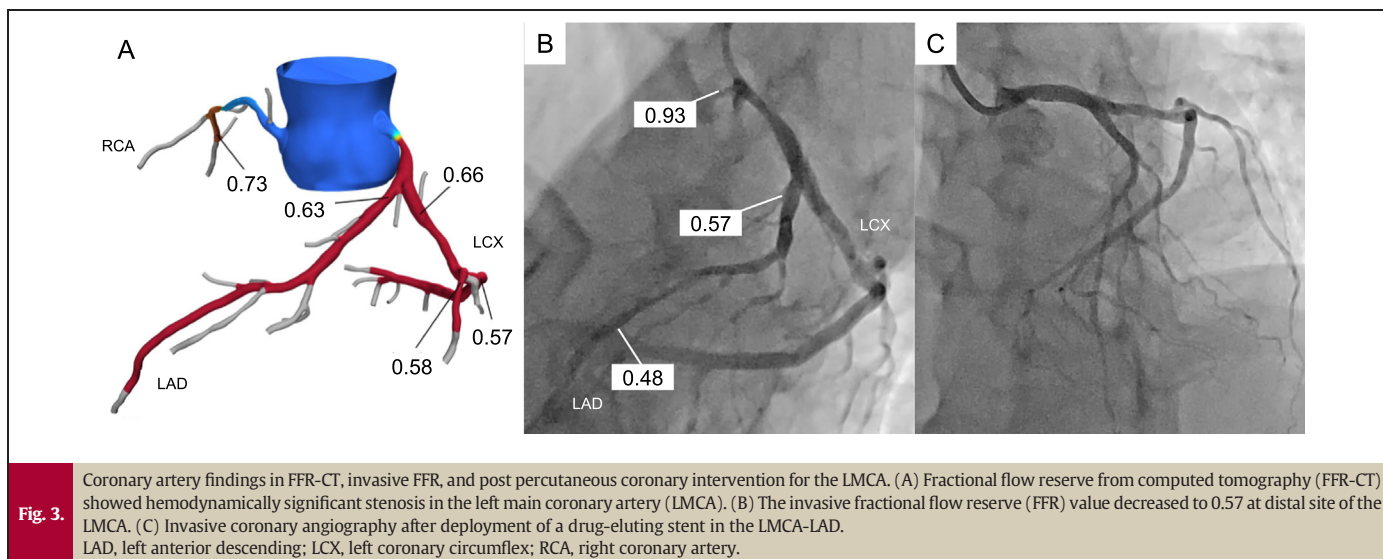 A
B
C
RCA
0.73
0.63
0.66
LCX
0.57
0.58
LAD
0.93
0.57
LCX
0.48
LAD
Fig. 3.
Coronary artery findings in FFR-CT, invasive FFR, and post percutaneous coronary intervention for the LMCA. (A) Fractional flow reserve from computed tomography (FFR-CT)
showed hemodynamically significant stenosis in the left main coronary artery (LMCA). (B) The invasive fractional flow reserve (FFR) value decreased to 0.57 at distal site of the
LMCA. (C) Invasive coronary angiography after deployment of a drug-eluting stent in the LMCA-LAD.
LAD, left anterior descending; LCX, left coronary circumflex; RCA, right coronary artery.